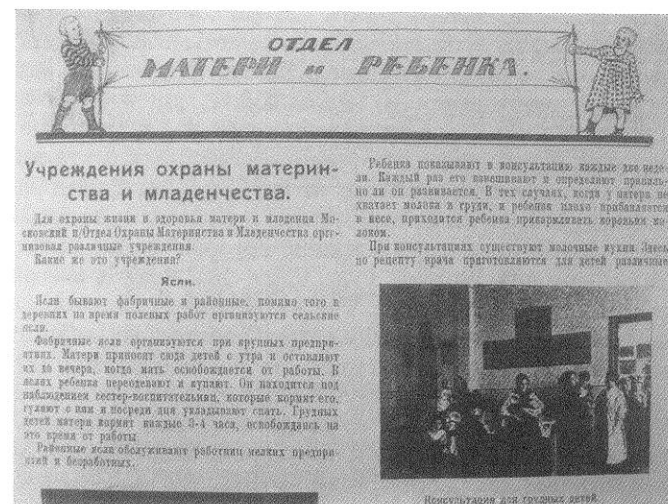 ОТДЕЛ
МАТЕРИ и РЕБЕНКА.
Учреждения охраны материн-
ства и младенчества.
Для охраны жизни и здоровья матери и младенца Мо-
сковский п/Отдел Охраны Материнства и Младенчества орга-
низовал различные учреждения.
Какие же это учреждения?
Ясли.
Ясли бывают фабричные и районные, помимо того в
деревнях на время полевых работ организуются сельские
ясли.
Фабричные ясли организуются при крупных предпри-
ятиях. Матери приносят сюда детей с утра и оставляют
их до вечера, когда мать освобождается от работы. В
яслях ребенка переодевают и купают. Он находится под
наблюдением сестер-воспитательниц, которые кормят его,
гуляют с ним и посреди дня укладывают спать. Грудных
детей матери кормят каждые 3-4 часа, освобождаясь на
это время от работы
Районные ясли обслуживают работниц мелких предпри-
ятий и безработных.
Ребенка показывают в консультацию каждые две неде-
ли. Каждый раз его взвешивают и определяют правиль-
но ли он развивается. В тех случаях, когда у матери не
хватает молока в груди, и ребенок плохо прибавляется
в весе, приходится ребенка прикармливать коровьим мо-
локом.
При консультациях существуют молочные кухни. Здесь
по рецепту врача приготовляются для детей различные
Консультация для грудных детей